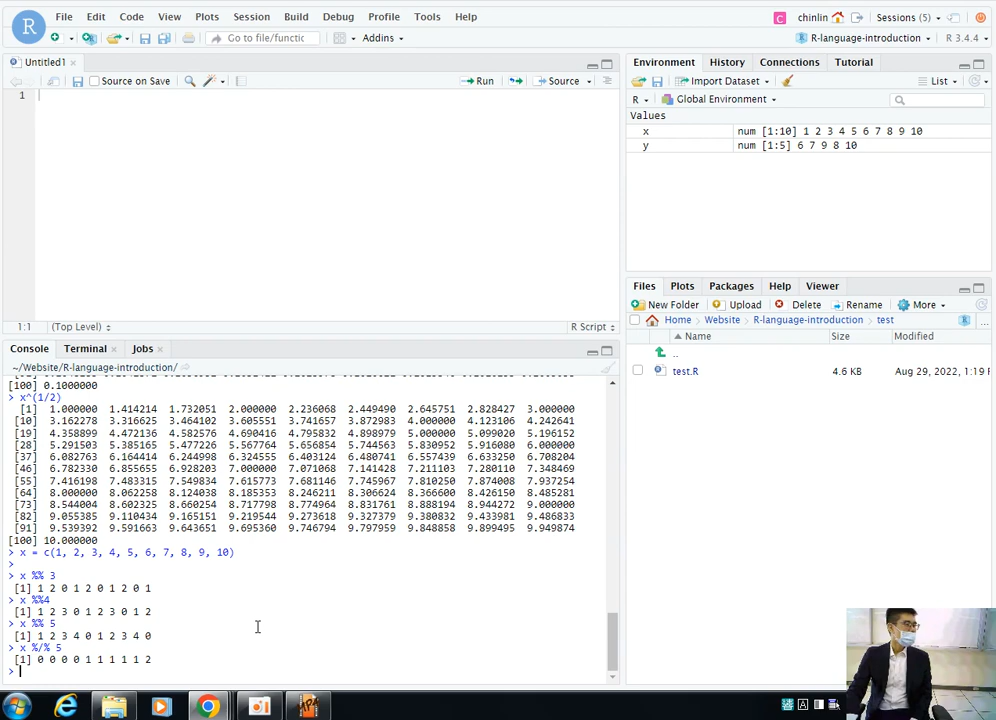 File Edit Code View Plots Session Build Debug Profile Tools Help
C chinlin Sessions (5)
R Go to file/functic Addins R-language-introduction R 3.4.4
Untitled1
Source on Save Run Source
1
1:1 (Top Level) R Script
Console Terminal Jobs
~/Website/R-language-introduction/
[100] 0.1000000
> x^(1/2)
[1] 1.000000 1.414214 1.732051 2.000000 2.236068 2.449490 2.645751 2.828427 3.000000
[10] 3.162278 3.316625 3.464102 3.605551 3.741657 3.872983 4.000000 4.123106 4.242641
[19] 4.358899 4.472136 4.582576 4.690416 4.795832 4.898979 5.000000 5.099020 5.196152
[28] 5.291503 5.385165 5.477226 5.567764 5.656854 5.744563 5.830952 5.916080 6.000000
[37] 6.082763 6.164414 6.244998 6.324555 6.403124 6.480741 6.557439 6.633250 6.708204
[46] 6.782330 6.855655 6.928203 7.000000 7.071068 7.141428 7.211103 7.280110 7.348469
[55] 7.416198 7.483315 7.549834 7.615773 7.681146 7.745967 7.810250 7.874008 7.937254
[64] 8.000000 8.062258 8.124038 8.185353 8.246211 8.306624 8.366600 8.426150 8.485281
[73] 8.544004 8.602325 8.660254 8.717798 8.774964 8.831761 8.888194 8.944272 9.000000
[82] 9.055385 9.110434 9.165151 9.219544 9.273618 9.327379 9.380832 9.433981 9.486833
[91] 9.539392 9.591663 9.643651 9.695360 9.746794 9.797959 9.848858 9.899495 9.949874
[100] 10.000000
> x = c(1, 2, 3, 4, 5, 6, 7, 8, 9, 10)
>
> x %% 3
[1] 1 2 0 1 2 0 1 2 0 1
> x %%4
[1] 1 2 3 0 1 2 3 0 1 2
> x %% 5
[1] 1 2 3 4 0 1 2 3 4 0
> x %/% 5
[1] 0 0 0 0 1 1 1 1 1 2
>
Environment History Connections Tutorial
Import Dataset List
R Global Environment
Values
x num [1:10] 1 2 3 4 5 6 7 8 9 10
y num [1:5] 6 7 9 8 10
Files Plots Packages Help Viewer
New Folder Upload Delete Rename More
Home Website R-language-introduction test R ...
Name Size Modified
..
test.R 4.6 KB Aug 29, 2022, 1:19 P
A